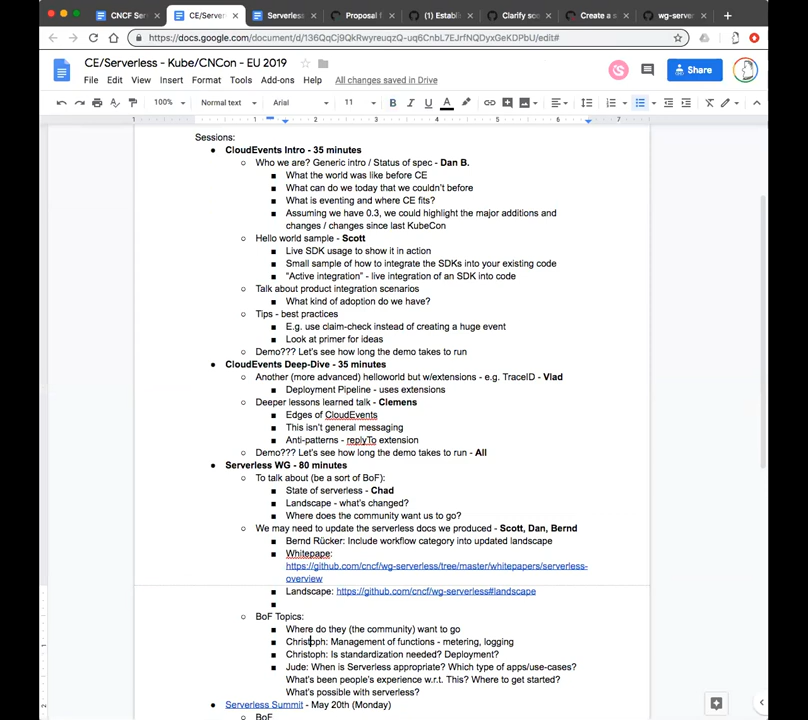 CNCF Ser
CE/Server
Serverless
Proposal f
(1) Establi
Clarify sco
Create a s
wg-server
https://docs.google.com/document/d/136QqCj9QkRwyreuqzQ-uq6CnbL7EJrfNQDyxGeKDPbU/edit#
CE/Serverless - Kube/CNCon - EU 2019
File Edit View Insert Format Tools Add-ons Help All changes saved in Drive
Share
100% Normal text Arial 11 B I U A
1 1 2 3 4 5 6 7
Sessions:
CloudEvents Intro - 35 minutes
Who we are? Generic intro / Status of spec - Dan B.
What the world was like before CE
What can do we today that we couldn't before
What is eventing and where CE fits?
Assuming we have 0.3, we could highlight the major additions and
changes / changes since last KubeCon
Hello world sample - Scott
Live SDK usage to show it in action
Small sample of how to integrate the SDKs into your existing code
"Active integration" - live integration of an SDK into code
Talk about product integration scenarios
What kind of adoption do we have?
Tips - best practices
E.g. use claim-check instead of creating a huge event
Look at primer for ideas
Demo??? Let's see how long the demo takes to run
CloudEvents Deep-Dive - 35 minutes
Another (more advanced) helloworld but w/extensions - e.g. TraceID - Vlad
Deployment Pipeline - uses extensions
Deeper lessons learned talk - Clemens
Edges of CloudEvents
This isn't general messaging
Anti-patterns - replyTo extension
Demo??? Let's see how long the demo takes to run - All
Serverless WG - 80 minutes
To talk about (be a sort of BoF):
State of serverless - Chad
Landscape - what's changed?
Where does the community want us to go?
We may need to update the serverless docs we produced - Scott, Dan, Bernd
Bernd Rücker: Include workflow category into updated landscape
Whitepape:
https://github.com/cncf/wg-serverless/tree/master/whitepapers/serverless-
overview
Landscape: https://github.com/cncf/wg-serverless#landscape
BoF Topics:
Where do they (the community) want to go
Christoph: Management of functions - metering, logging
Christoph: Is standardization needed? Deployment?
Jude: When is Serverless appropriate? Which type of apps/use-cases?
What's been people's experience w.r.t. This? Where to get started?
What's possible with serverless?
Serverless Summit - May 20th (Monday)
BoF